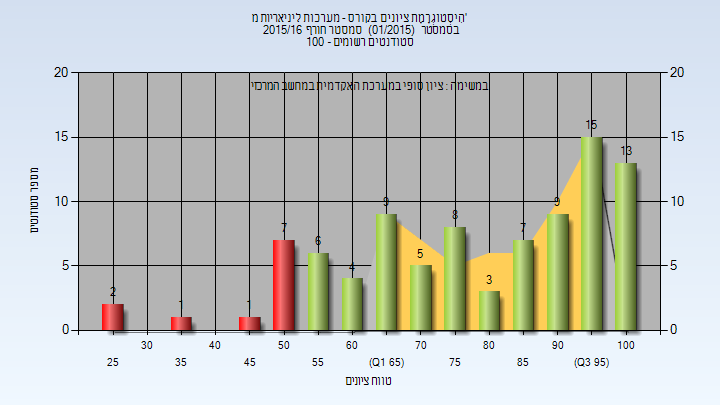 היסטוגרמת ציונים בקורס - מערכות ליניאריות מ'
בסמסטר (01/2015) סמסטר חורף 2015/16
סטודנטים רשומים - 100
במשימה : ציון סופי במערכת האקדמית במחשב המרכזי
20 20
15 15
10 10
5 5
0 0
מספר סטודנטים
2 1 1 7 6 4 9 5 8 3 7 9 15 13
30 40 50 60 70 80 90 100
25 35 45 55 (Q1 65) 75 85 (Q3 95)
טווח ציונים